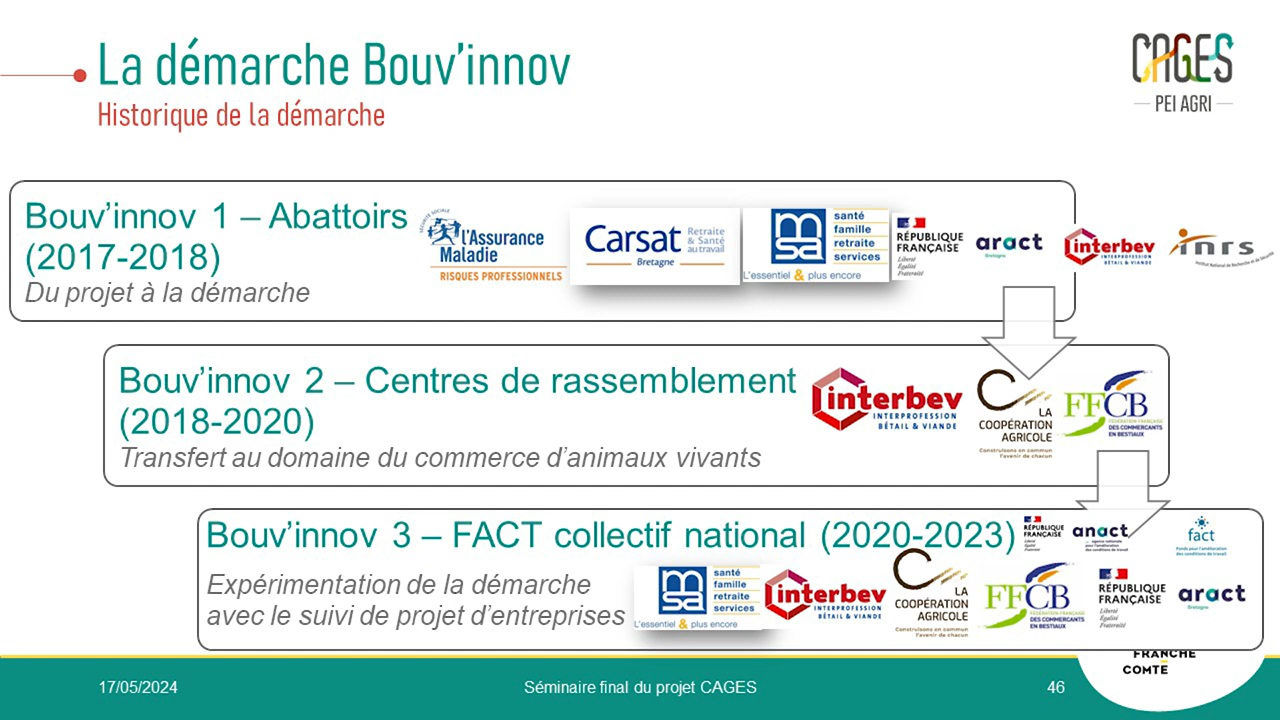 La démarche Bouv'innov
Historique de la démarche
CAGES
PEI AGRI
Bouv'innov 1 – Abattoirs
(2017-2018)
Du projet à la démarche
SÉCURITÉ SOCIALE
l'Assurance
Maladie
RISQUES PROFESSIONNELS
Carsat
Retraite
& Santé
au travail
Bretagne
msa
santé
famille
retraite
services
L'essentiel & plus encore
RÉPUBLIQUE
FRANÇAISE
Liberté
Égalité
Fraternité
aract
Bretagne
interbev
INTERPROFESSION
BÉTAIL & VIANDE
inrs
Institut National de Recherche et de Sécurité
Bouv'innov 2 – Centres de rassemblement
(2018-2020)
Transfert au domaine du commerce d'animaux vivants
interbev
INTERPROFESSION
BÉTAIL & VIANDE
LA
COOPÉRATION
AGRICOLE
Construisons en commun
l'avenir de chacun
FFCB
FÉDÉRATION FRANÇAISE
DES COMMERCANTS
EN BESTIAUX
Bouv'innov 3 – FACT collectif national (2020-2023)
RÉPUBLIQUE
FRANÇAISE
Liberté
Égalité
Fraternité
anact
agence nationale
pour l'amélioration
des conditions de travail
fact
Fonds pour l'amélioration
des conditions de travail
Expérimentation de la démarche
avec le suivi de projet d'entreprises
msa
santé
famille
retraite
services
L'essentiel & plus encore
interbev
INTERPROFESSION
BÉTAIL & VIANDE
LA
COOPÉRATION
AGRICOLE
Construisons en commun
l'avenir de chacun
FFCB
FÉDÉRATION FRANÇAISE
DES COMMERCANTS
EN BESTIAUX
RÉPUBLIQUE
FRANÇAISE
Liberté
Égalité
Fraternité
aract
Bretagne
FRANCHE
COMTÉ
17/05/2024
Séminaire final du projet CAGES
46